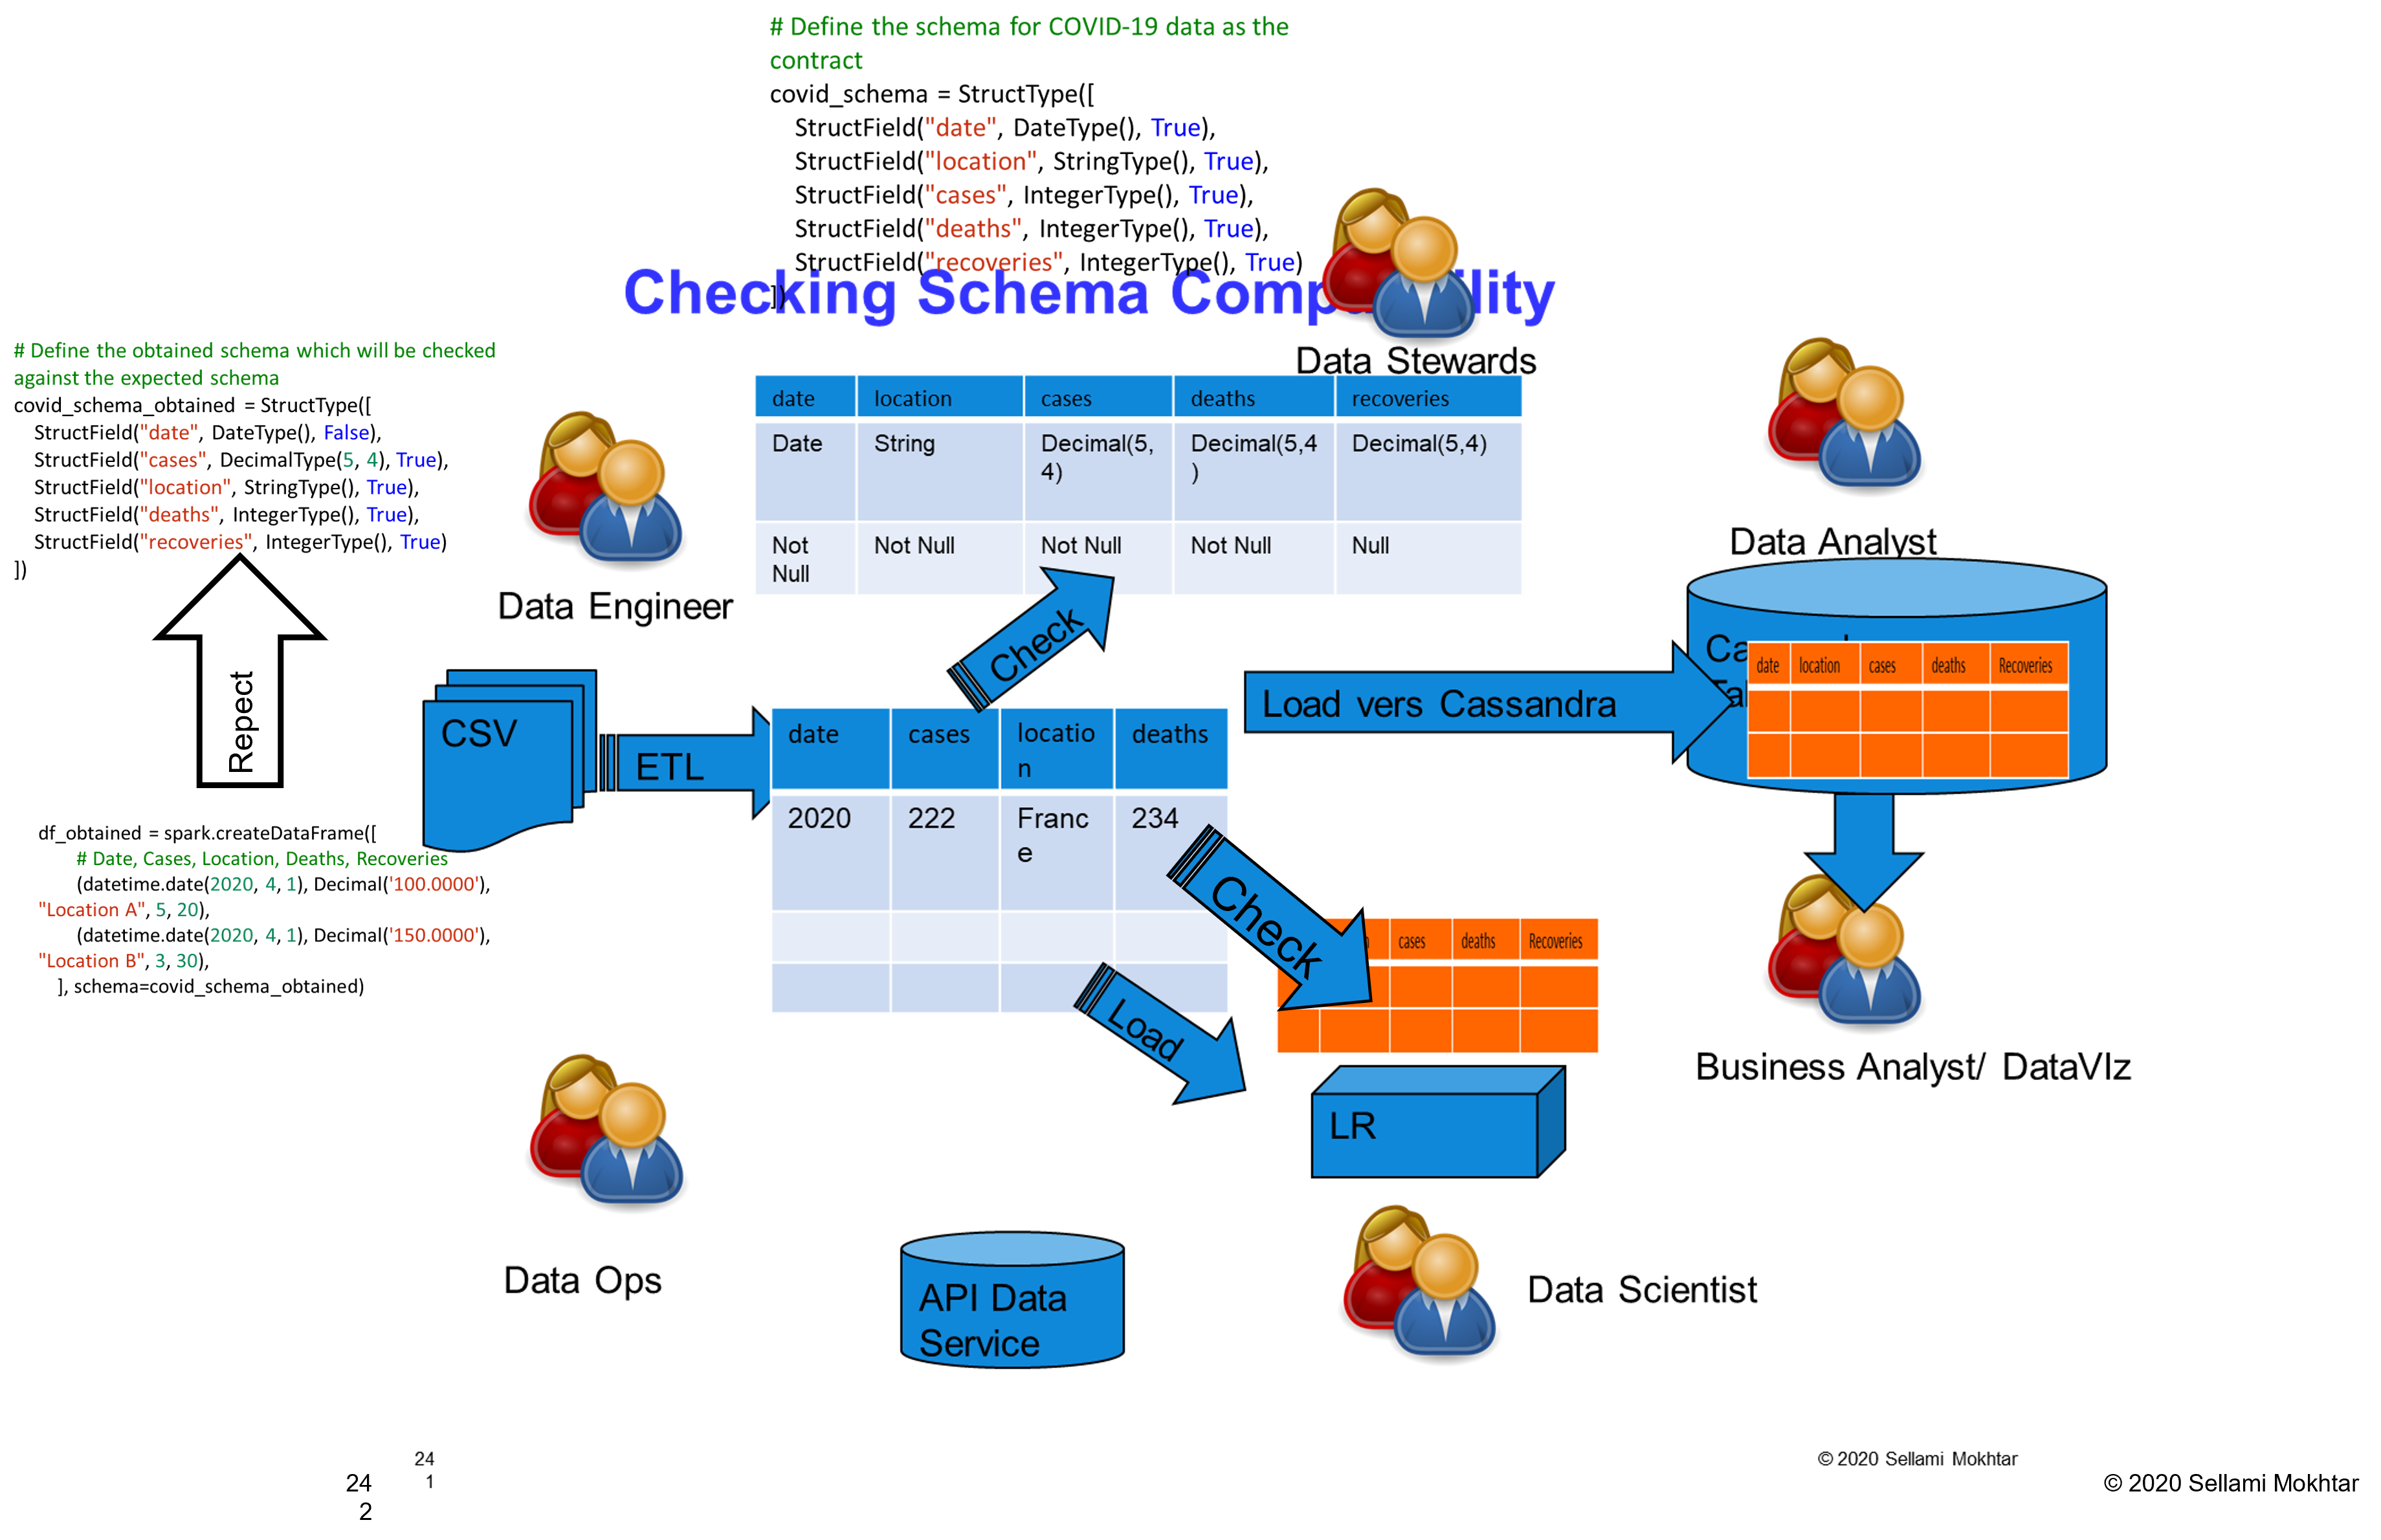 # Define the schema for COVID-19 data as the
contract
covid_schema = StructType([
StructField("date", DateType(), True),
StructField("location", StringType(), True),
StructField("cases", IntegerType(), True),
StructField("deaths", IntegerType(), True),
StructField("recoveries", IntegerType(), True)
])
Checking Schema Comp lity
Data Stewards
# Define the obtained schema which will be checked
against the expected schema
covid_schema_obtained = StructType([
StructField("date", DateType(), False),
StructField("cases", DecimalType(5, 4), True),
StructField("location", StringType(), True),
StructField("deaths", IntegerType(), True),
StructField("recoveries", IntegerType(), True)
])
Data Engineer
date location cases deaths recoveries
Date String Decimal(5, Decimal(5,4 Decimal(5,4)
4) )
Not Not Null Not Null Not Null Null
Null
Data Analyst
Repect
CSV
ETL
Check
Load vers Cassandra
date location cases deaths Recoveries
date cases locatio deaths
n
2020 222 Franc 234
e
Check
cases deaths Recoveries
Load
LR
df_obtained = spark.createDataFrame([
# Date, Cases, Location, Deaths, Recoveries
(datetime.date(2020, 4, 1), Decimal('100.0000'),
"Location A", 5, 20),
(datetime.date(2020, 4, 1), Decimal('150.0000'),
"Location B", 3, 30),
], schema=covid_schema_obtained)
Business Analyst/ DataVIz
Data Ops
API Data
Service
Data Scientist
24
1
24
2
© 2020 Sellami Mokhtar
© 2020 Sellami Mokhtar